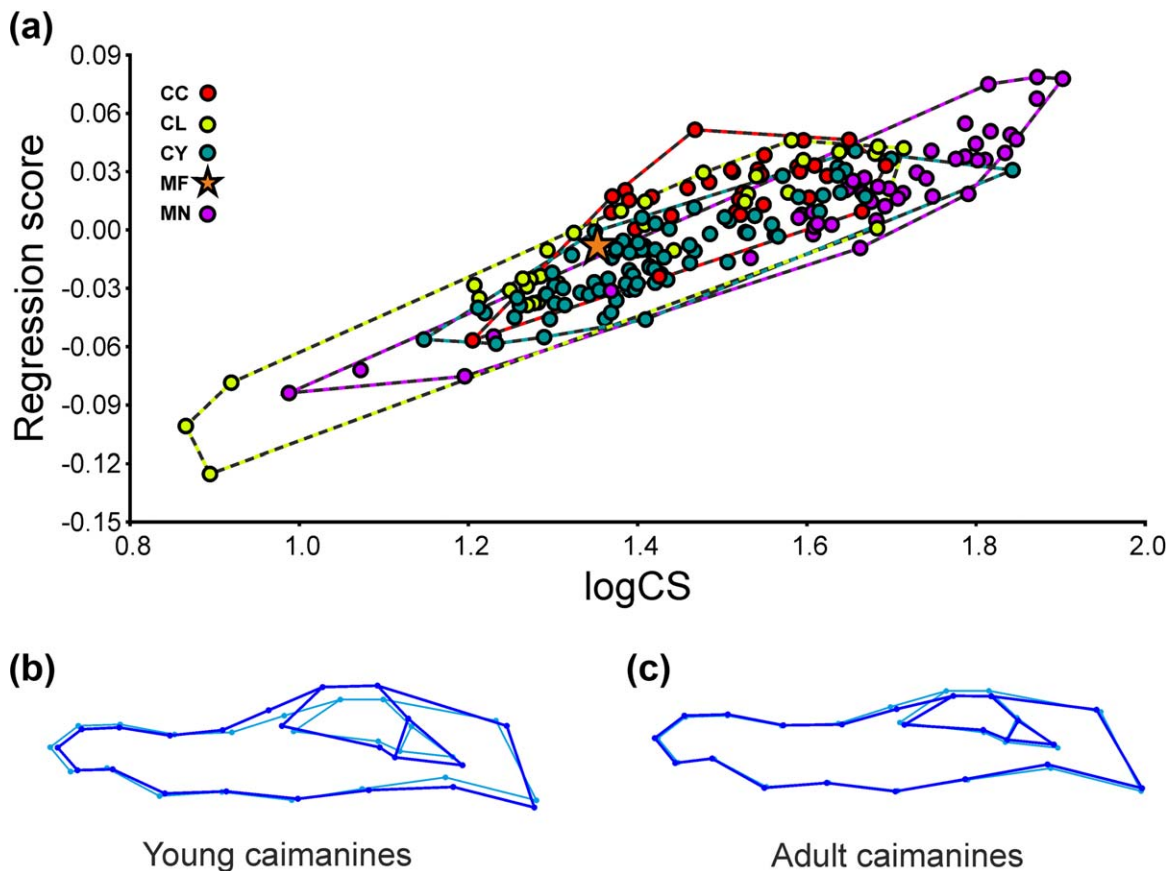 (a)
Regression score
0.09
0.06
0.03
0.00
-0.03
-0.06
-0.09
-0.12
-0.15
CC
CL
CY
MF
MN
0.8 1.0 1.2 1.4 1.6 1.8 2.0
logCS
(b) (c)
Young caimanines Adult caimanines